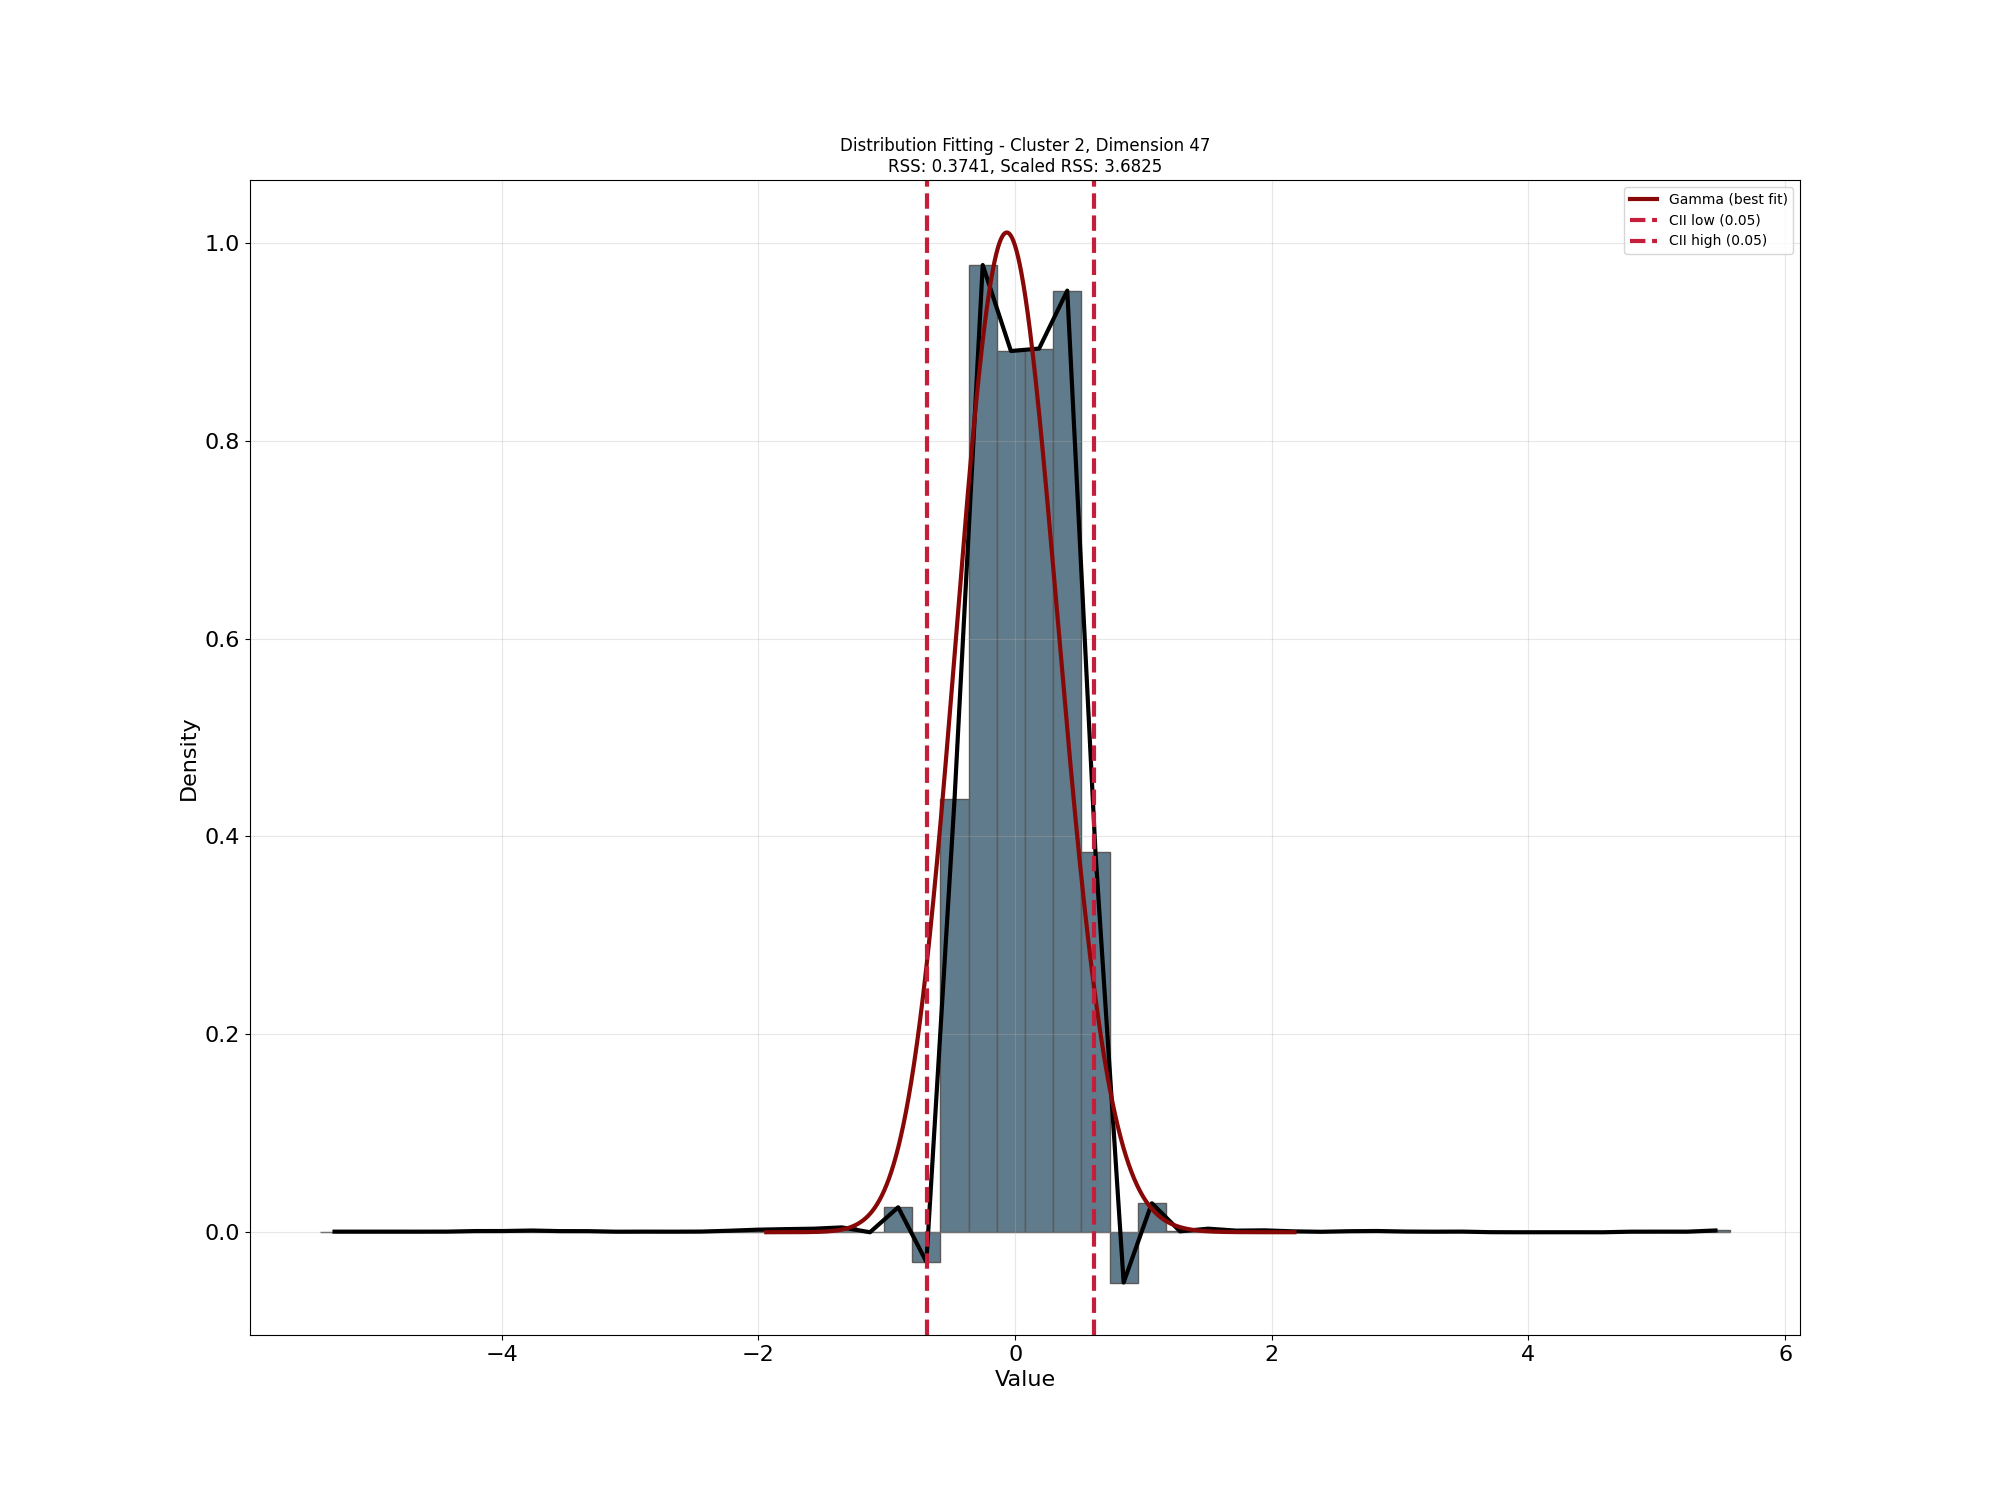 Distribution Fitting - Cluster 2, Dimension 47
RSS: 0.3741, Scaled RSS: 3.6825
Gamma (best fit)
CII low (0.05)
CII high (0.05)
1.0
0.8
0.6
0.4
0.2
0.0
Density
−4
−2
0
2
4
6
Value